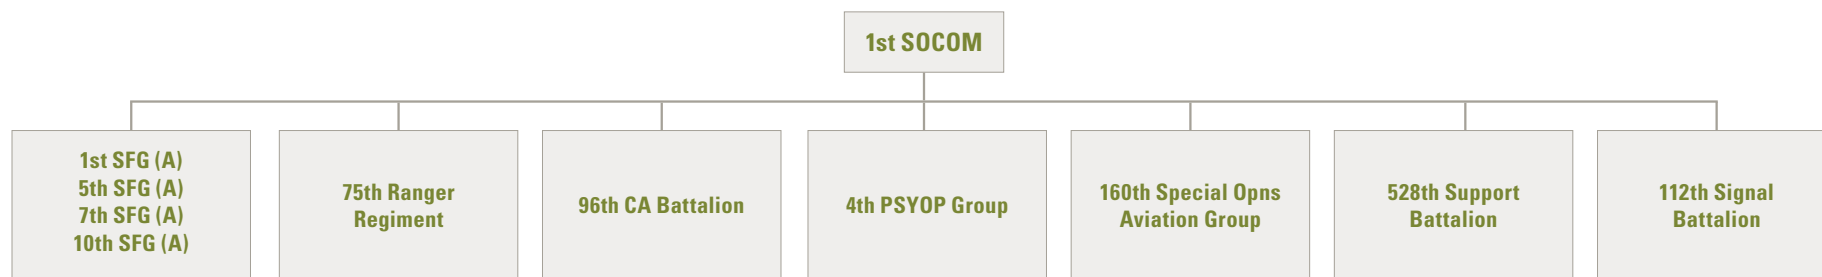 1st SOCOM
1st SFG (A)
5th SFG (A)
7th SFG (A)
10th SFG (A)
75th Ranger
Regiment
96th CA Battalion
4th PSYOP Group
160th Special Opns
Aviation Group
528th Support
Battalion
112th Signal
Battalion